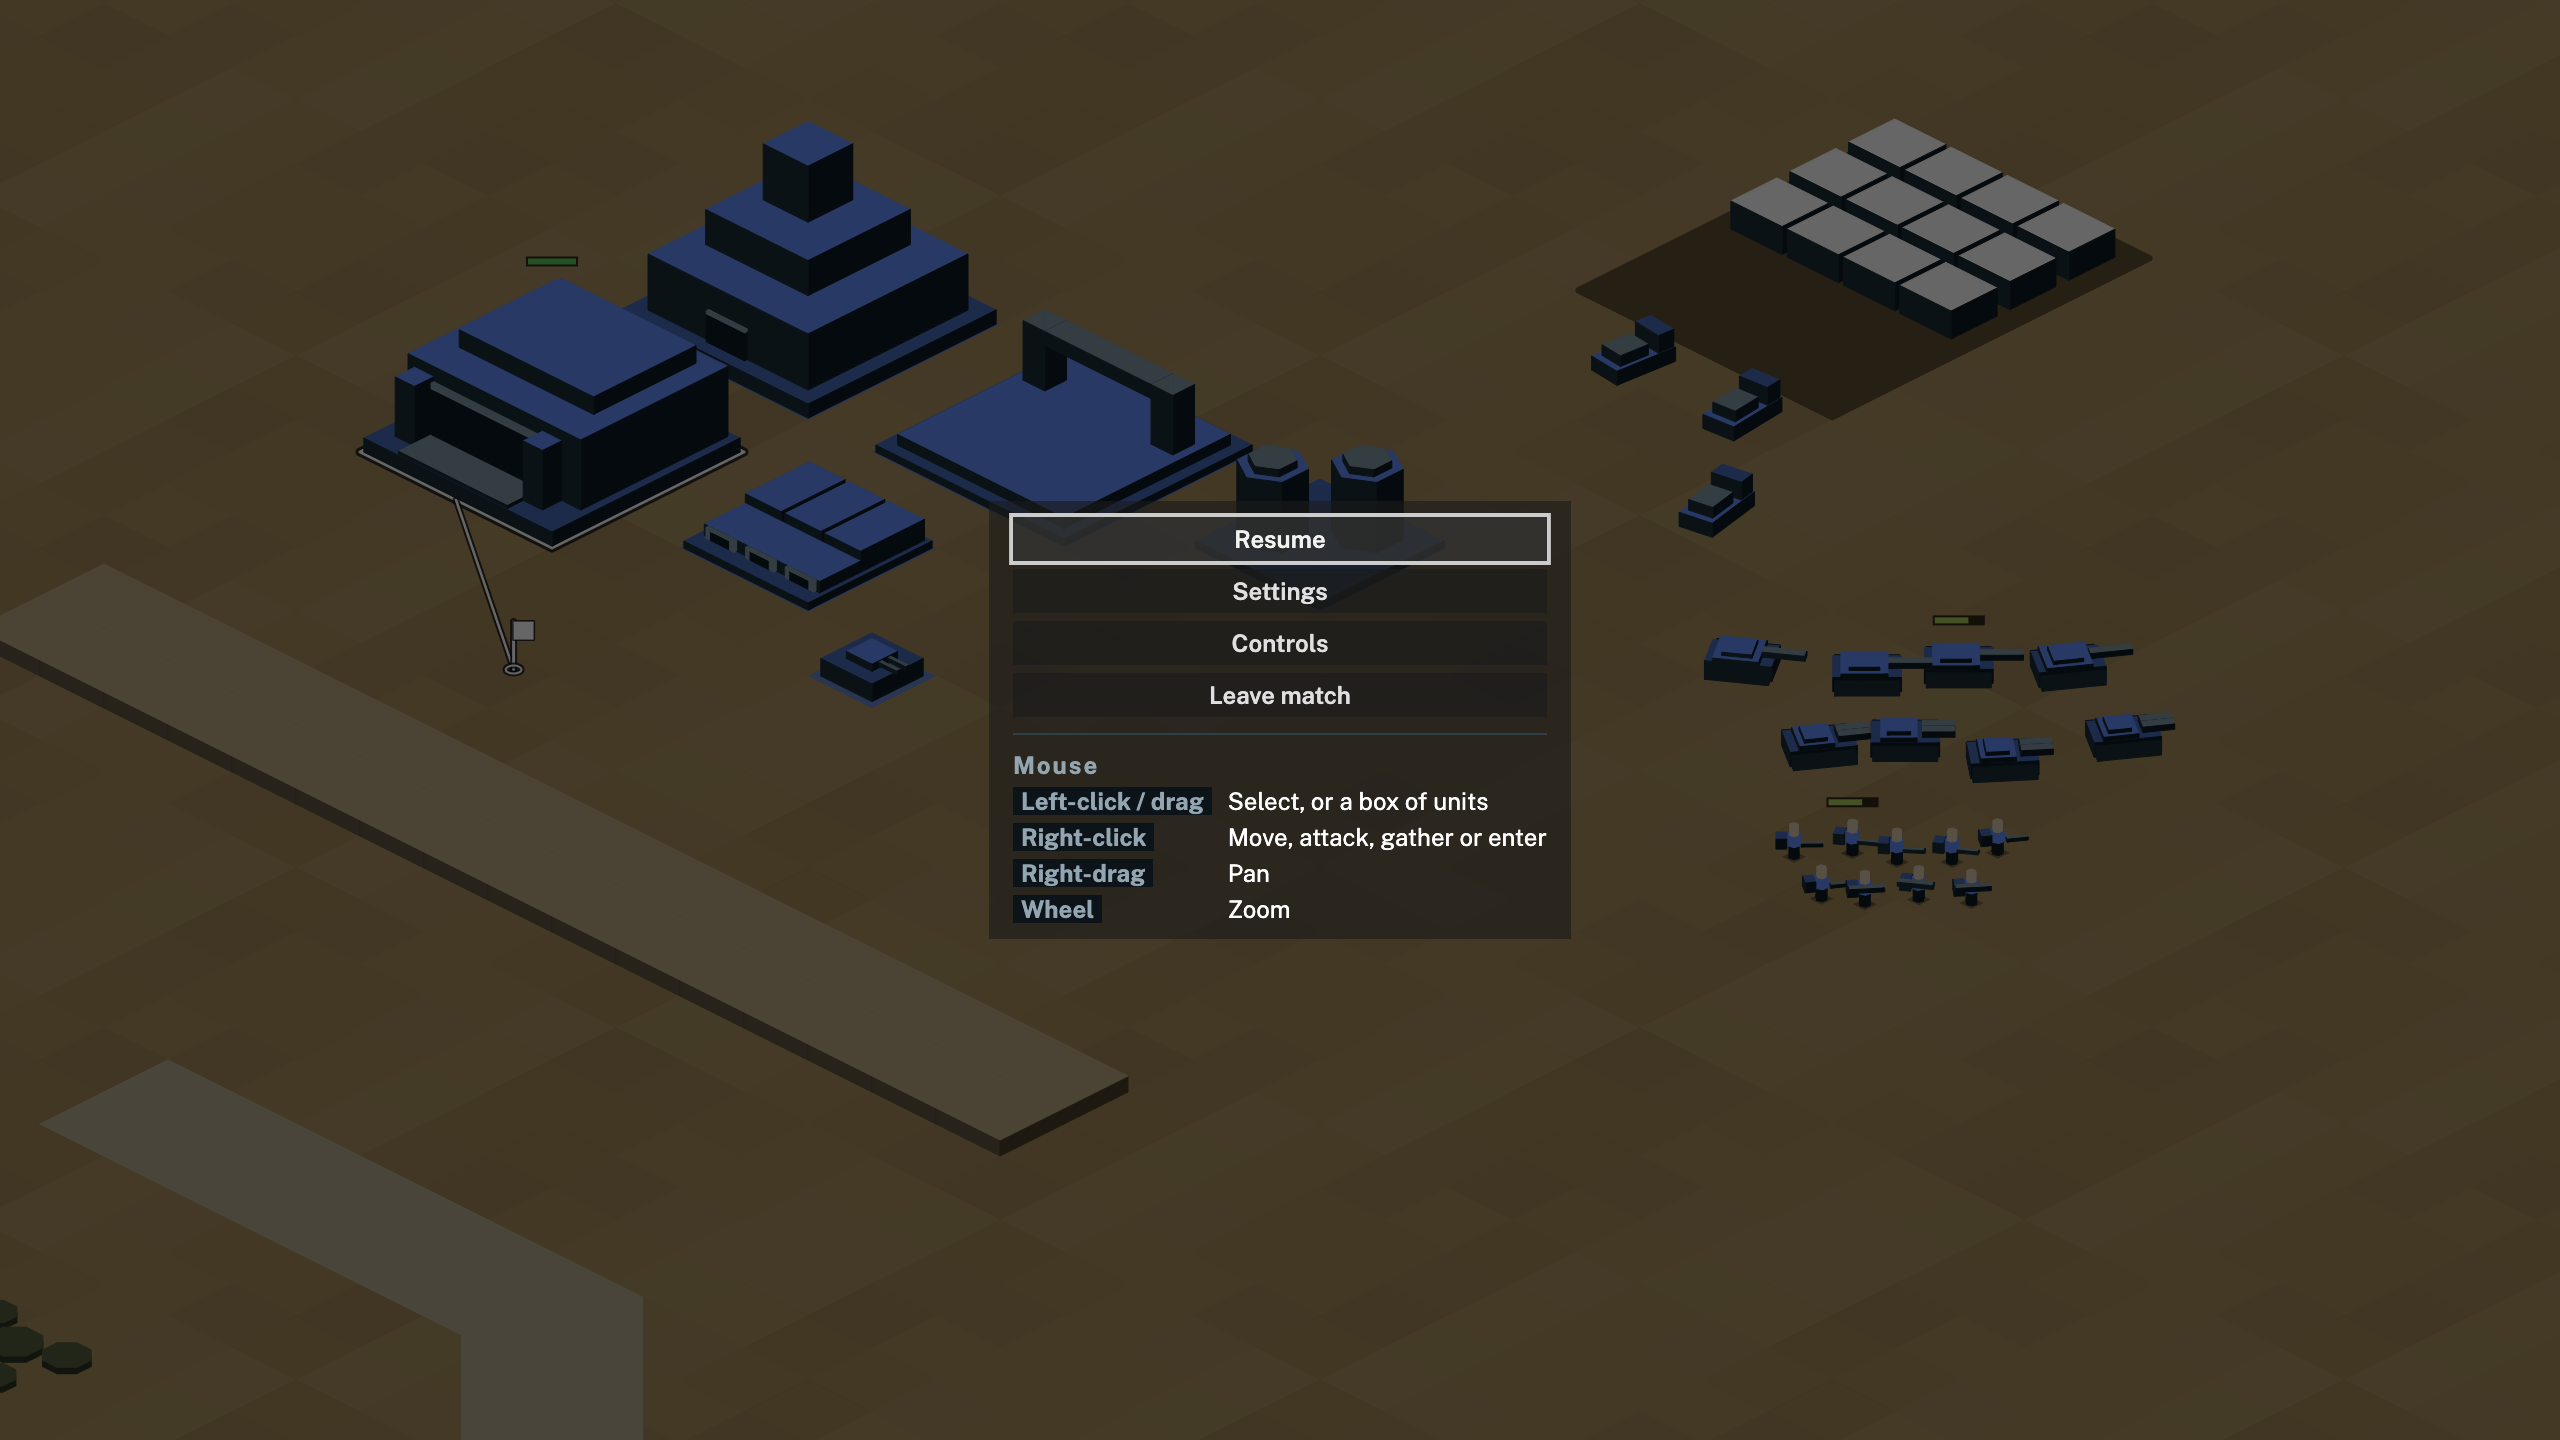 Resume
Settings
Controls
Leave match
Mouse
Left-click / drag Select, or a box of units
Right-click Move, attack, gather or enter
Right-drag Pan
Wheel Zoom